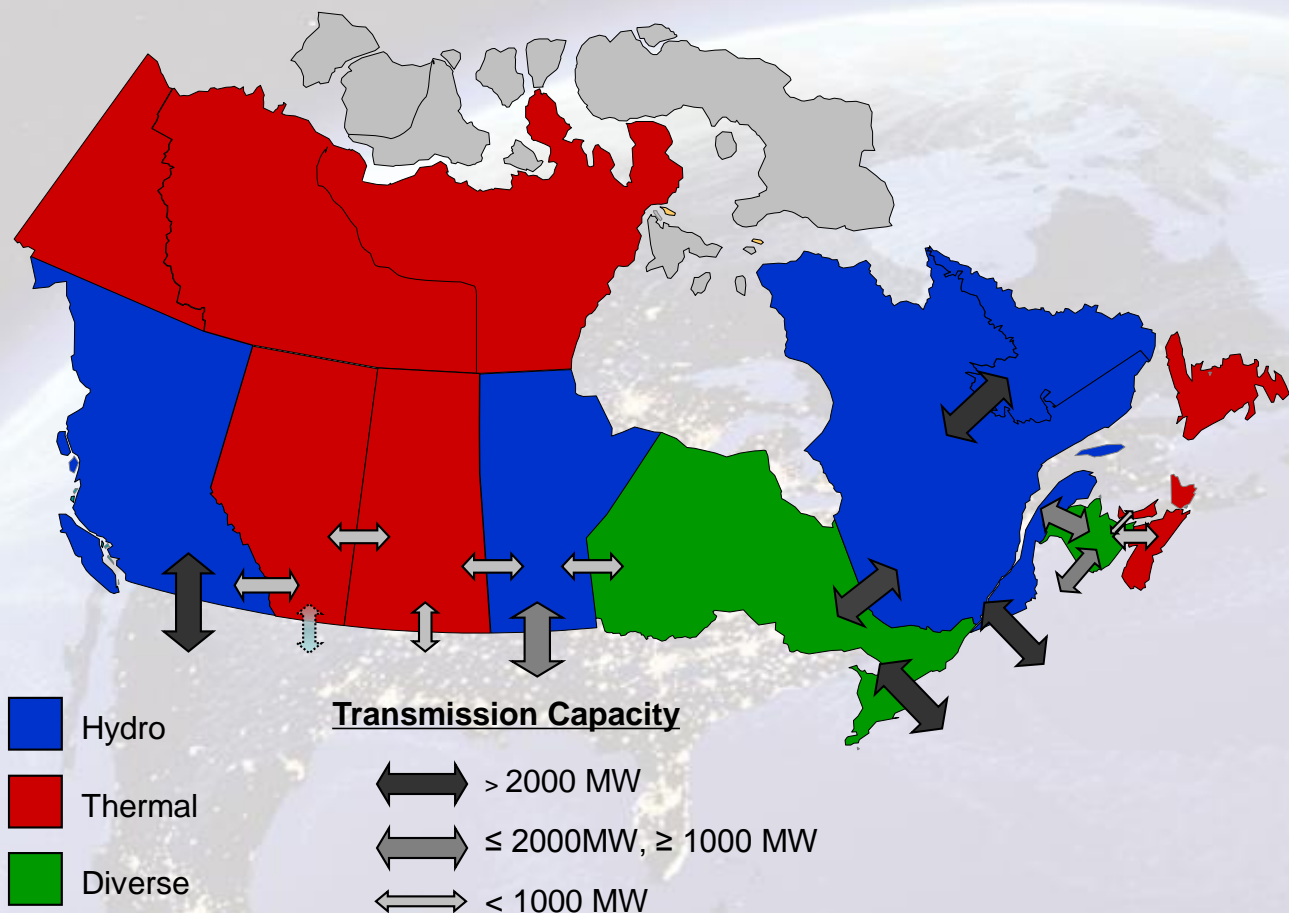 Hydro
Thermal
Diverse
Transmission Capacity
> 2000 MW
≤ 2000MW, ≥ 1000 MW
< 1000 MW